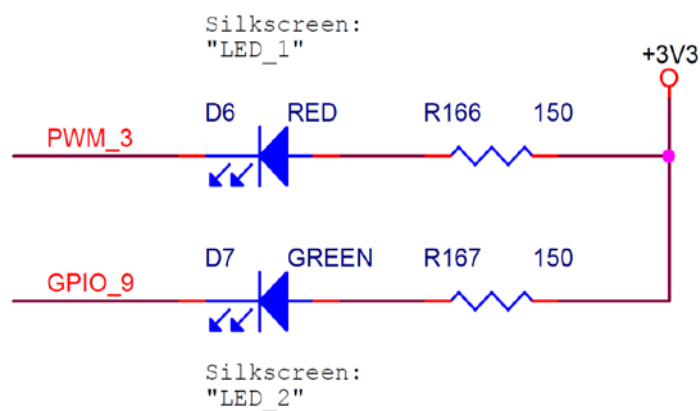 Silkscreen:
"LED_1"
+3V3
D6 RED R166 150
PWM_3
D7 GREEN R167 150
GPIO_9
Silkscreen:
"LED_2"